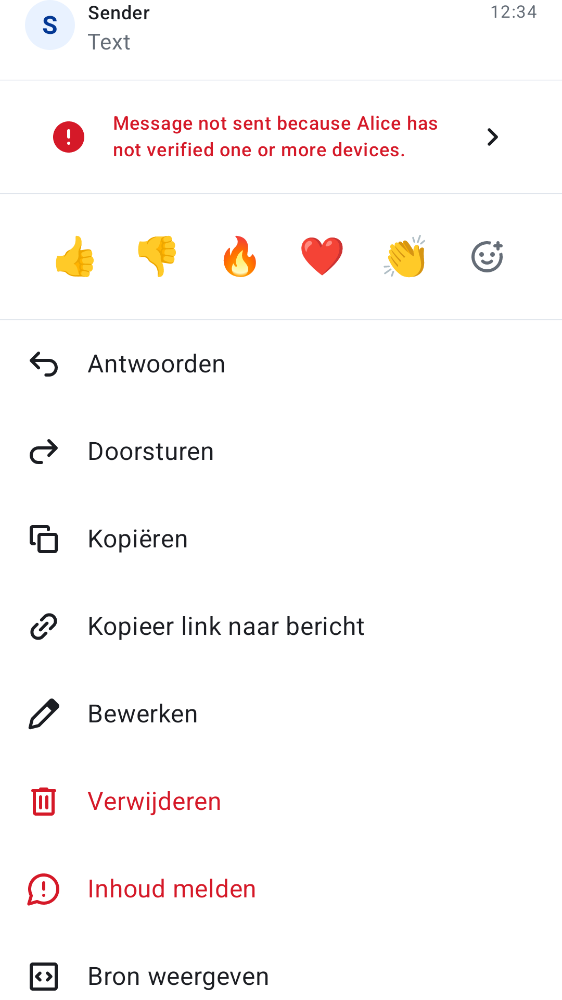 S
Sender
12:34
Text
Message not sent because Alice has
not verified one or more devices.
Antwoorden
Doorsturen
Kopiëren
Kopieer link naar bericht
Bewerken
Verwijderen
Inhoud melden
Bron weergeven